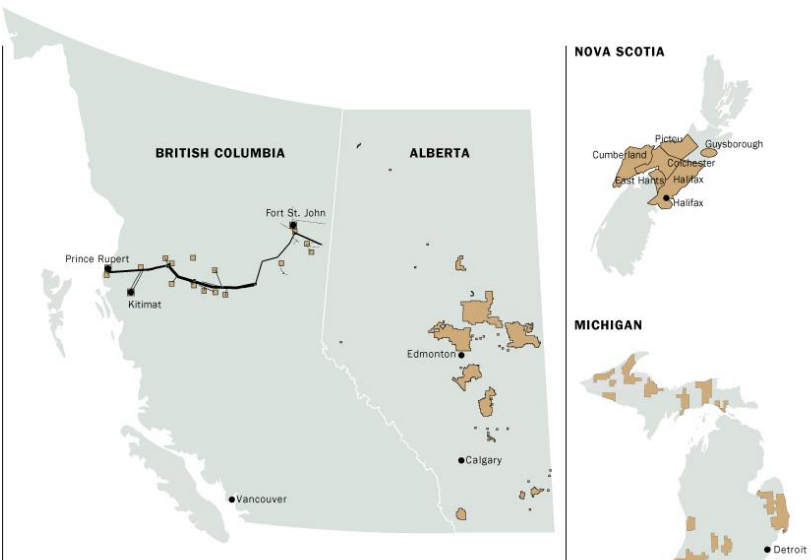 NOVA SCOTIA
Pictou
Guysborough
Cumberland
Colchester
East Hants
Halifax
Halifax
BRITISH COLUMBIA
ALBERTA
Fort St. John
Prince Rupert
Kitimat
Edmonton
Calgary
Vancouver
MICHIGAN
Detroit